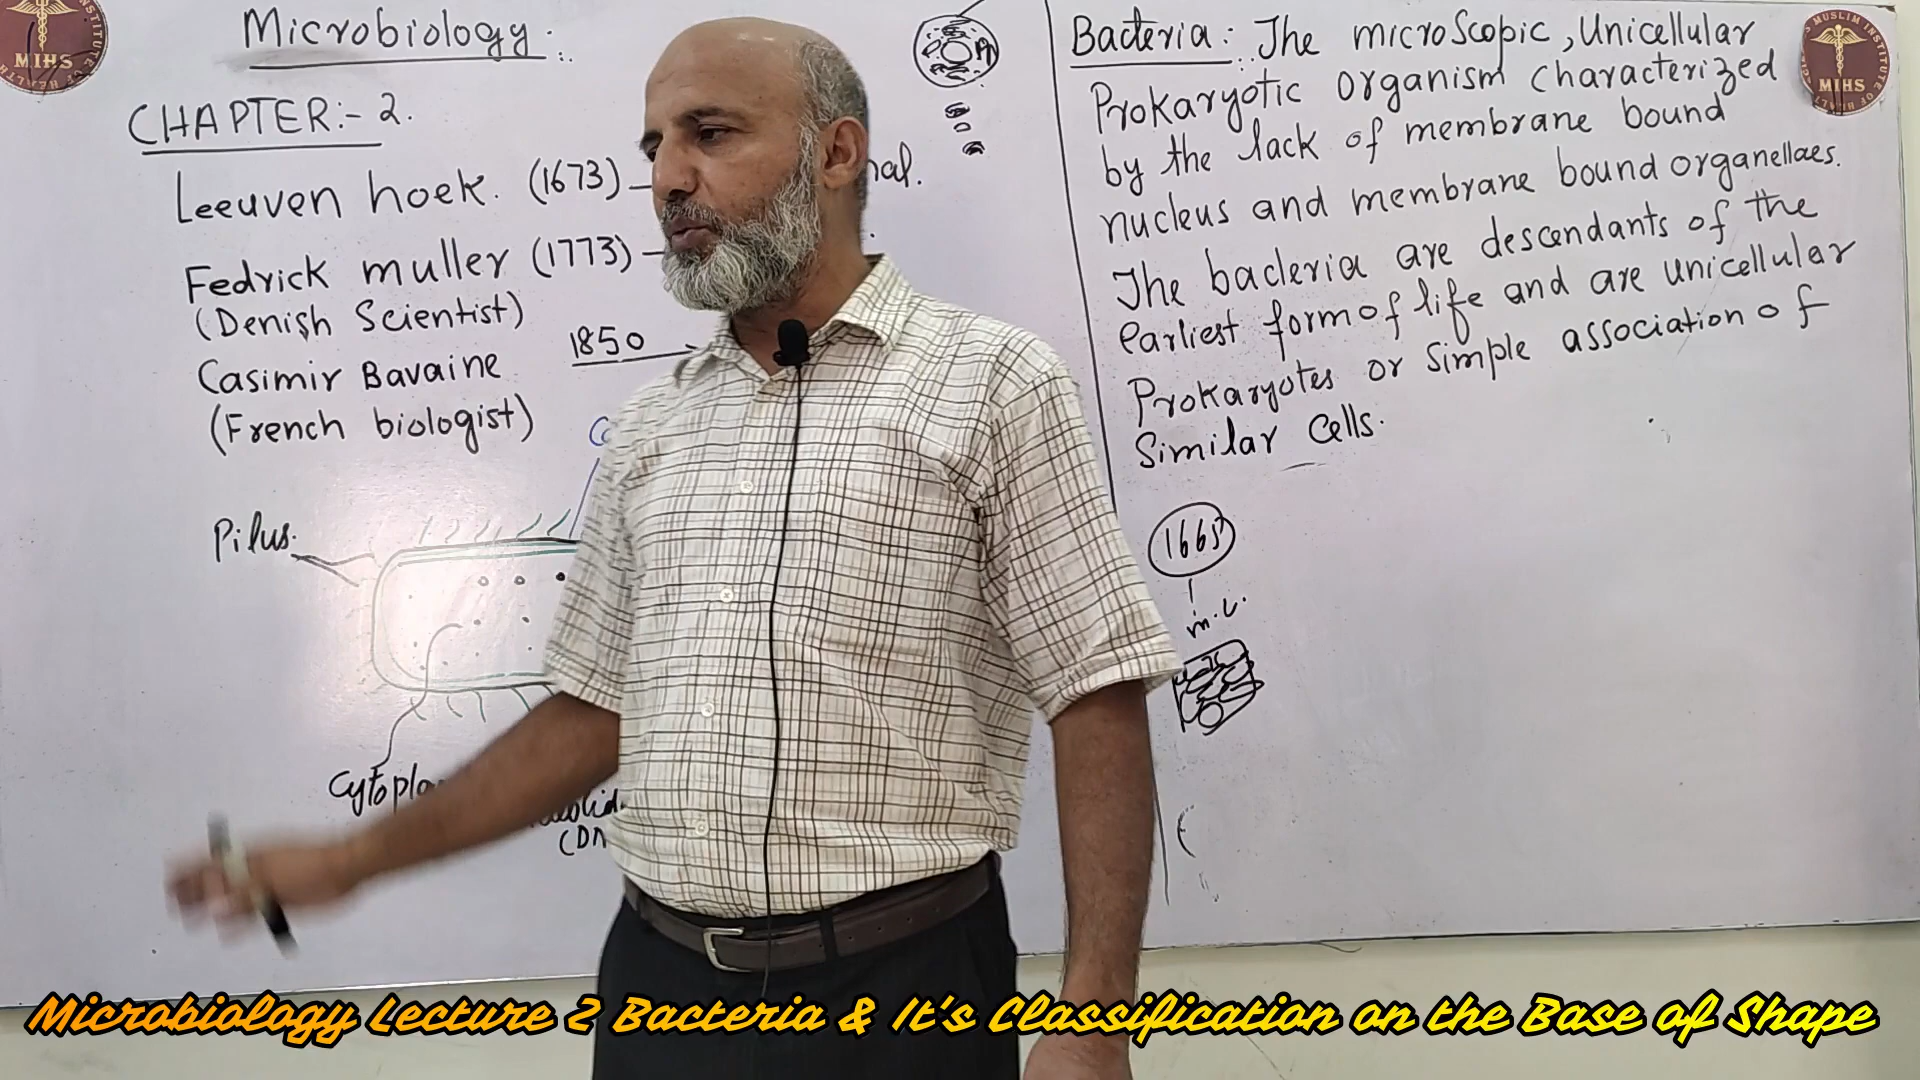 Microbiology
CHAPTER:- 2.
Leeuven hoek. (1673)
Fedrick muller (1773)
(Denish Scientist)
Casimir Bavaine
(French biologist)
1850
Pilus.
Bacteria: The microscopic, Unicellular
Prokaryotic organism characterized
by the lack of membrane bound
nucleus and membrane bound organellaes.
The bacteria are descendants of the
earliest form of life and are unicellular
Prokaryotes or simple association of
Similar Cells.
1665
MIHS
MUSLIM INSTITUTE OF
MIHS
Microbiology Lecture 2 Bacteria & It's Classification on the Base of Shape